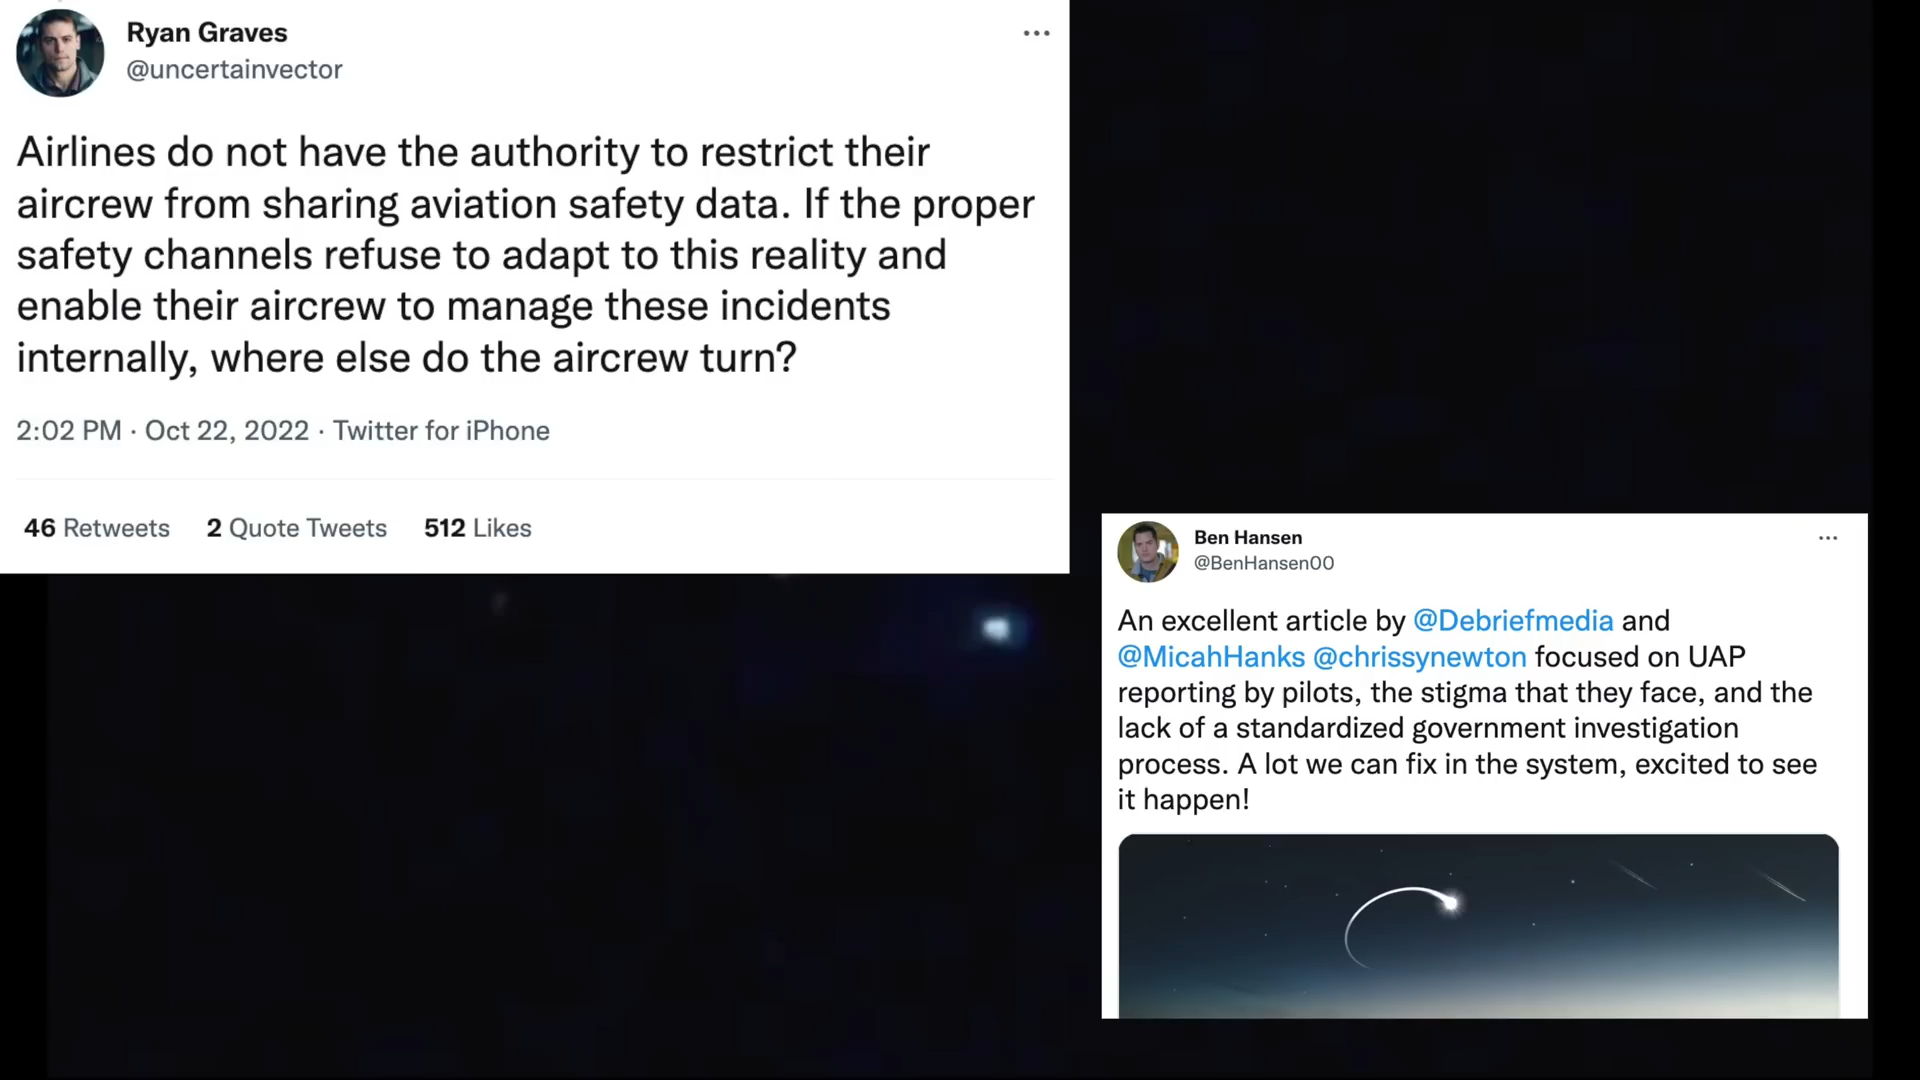 Ryan Graves
@uncertainvector
Airlines do not have the authority to restrict their
aircrew from sharing aviation safety data. If the proper
safety channels refuse to adapt to this reality and
enable their aircrew to manage these incidents
internally, where else do the aircrew turn?
2:02 PM · Oct 22, 2022 · Twitter for iPhone
46 Retweets 2 Quote Tweets 512 Likes
Ben Hansen
@BenHansen00
An excellent article by @Debriefmedia and
@MicahHanks @chrissynewton focused on UAP
reporting by pilots, the stigma that they face, and the
lack of a standardized government investigation
process. A lot we can fix in the system, excited to see
it happen!